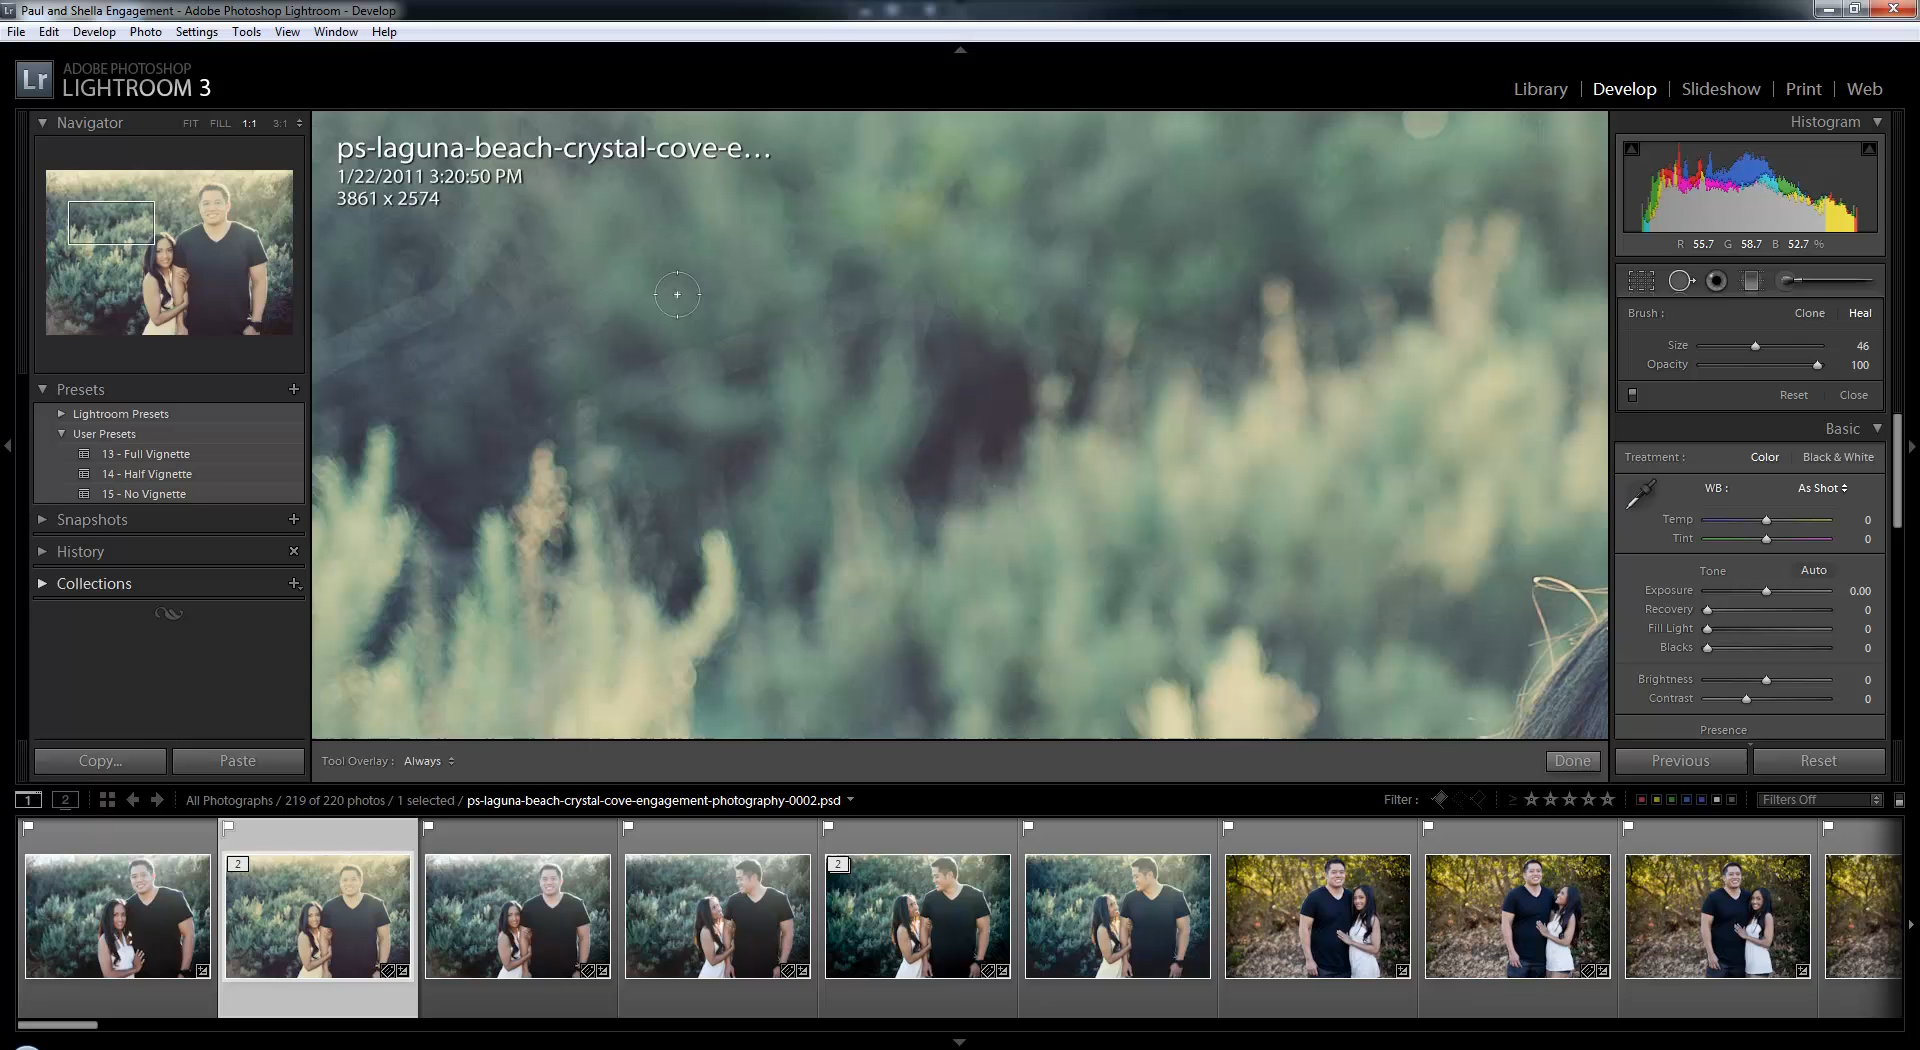 Lr Paul and Shella Engagement - Adobe Photoshop Lightroom - Develop
File Edit Develop Photo Settings Tools View Window Help
Lr ADOBE PHOTOSHOP
LIGHTROOM 3
Library | Develop | Slideshow | Print | Web
Navigator FIT FILL 1:1 3:1
Presets
Lightroom Presets
User Presets
13 - Full Vignette
14 - Half Vignette
15 - No Vignette
Snapshots
History
Collections
Copy... Paste
ps-laguna-beach-crystal-cove-e...
1/22/2011 3:20:50 PM
3861 x 2574
Tool Overlay : Always
Done
Histogram
R 55.7 G 58.7 B 52.7 %
Brush : Clone Heal
Size 46
Opacity 100
Reset Close
Basic
Treatment : Color Black & White
WB : As Shot
Temp 0
Tint 0
Tone Auto
Exposure 0.00
Recovery 0
Fill Light 0
Blacks 0
Brightness 0
Contrast 0
Presence
Previous Reset
1 2 All Photographs / 219 of 220 photos / 1 selected / ps-laguna-beach-crystal-cove-engagement-photography-0002.psd
Filter : ≥ Filters Off
2 2